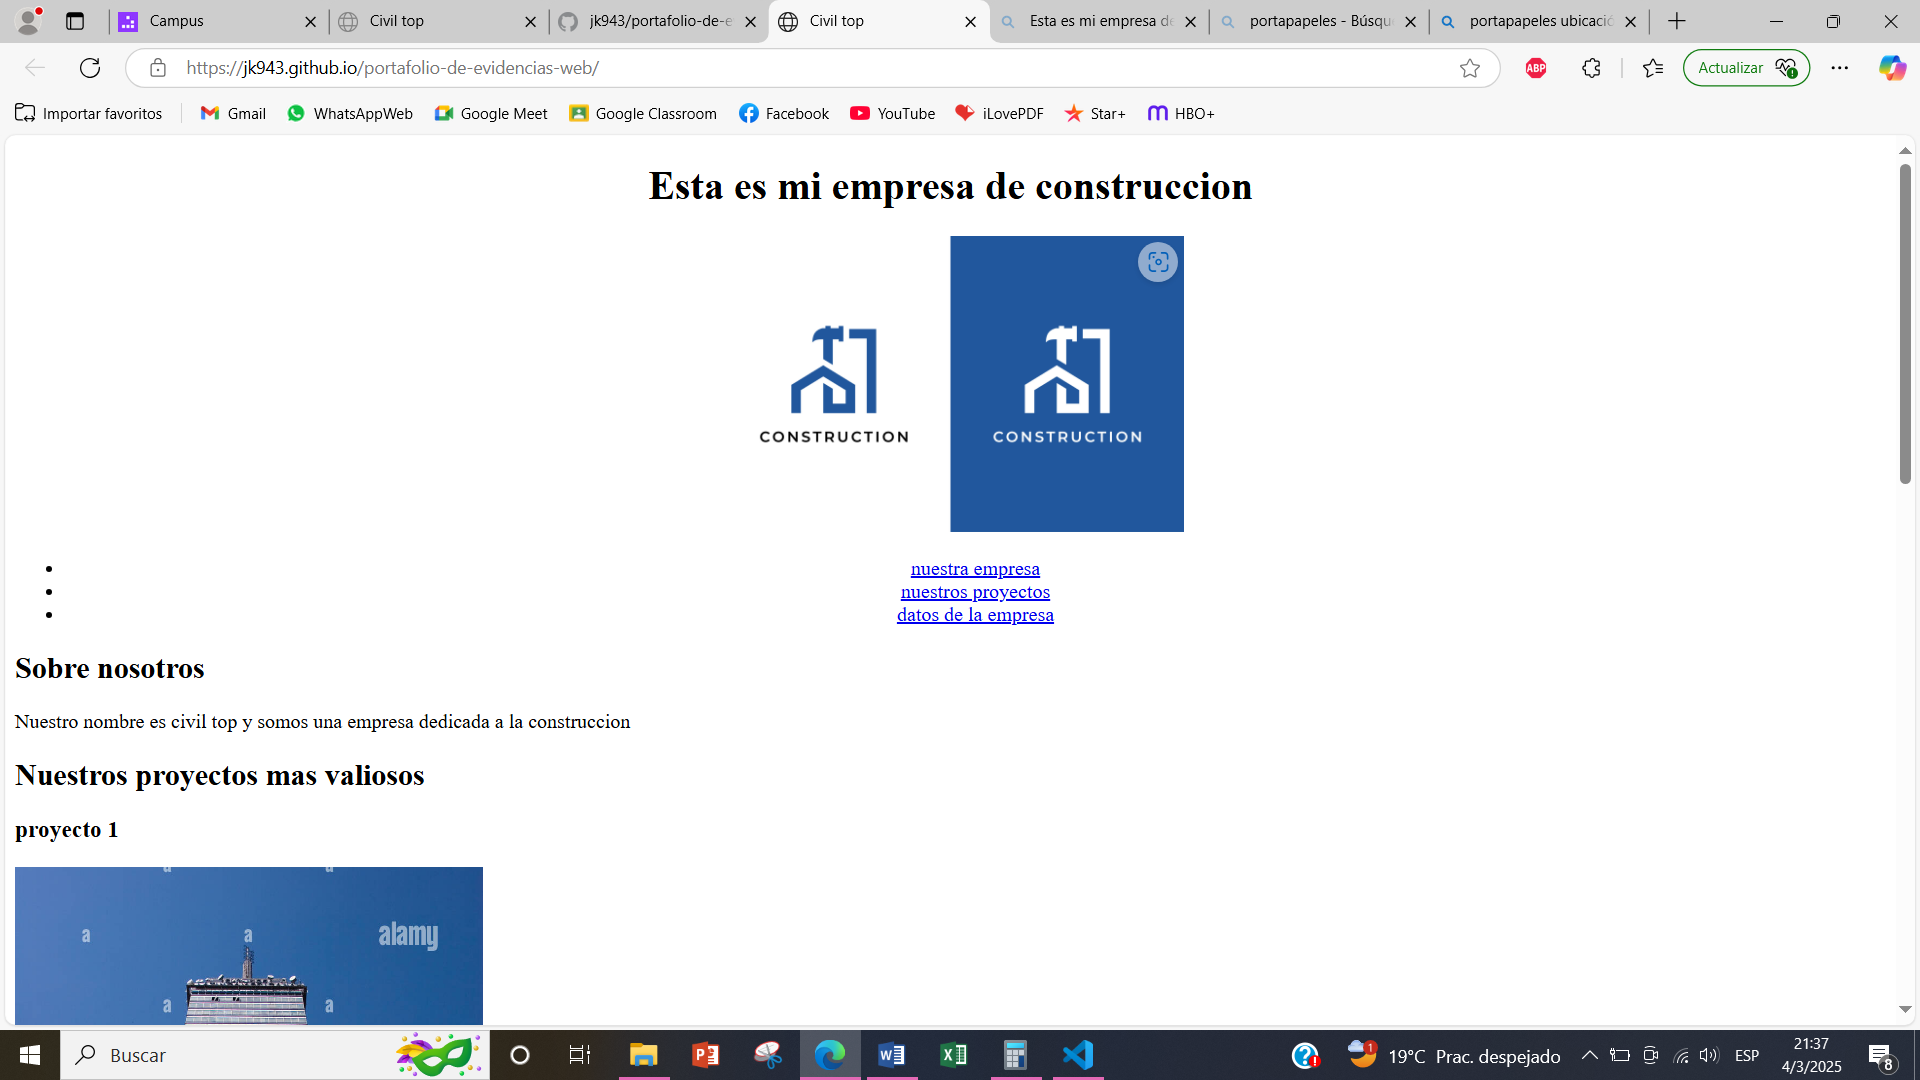 Campus
Civil top
jk943/portafolio-de-e
Civil top
Esta es mi empresa de
portapapeles - Búsqu
portapapeles ubicació
https://jk943.github.io/portafolio-de-evidencias-web/
ABP
Actualizar
Importar favoritos
Gmail
WhatsAppWeb
Google Meet
Google Classroom
Facebook
YouTube
iLovePDF
Star+
HBO+
Esta es mi empresa de construccion
CONSTRUCTION
CONSTRUCTION
nuestra empresa
nuestros proyectos
datos de la empresa
Sobre nosotros
Nuestro nombre es civil top y somos una empresa dedicada a la construccion
Nuestros proyectos mas valiosos
proyecto 1
a a
a a alamy
a a
Buscar
1
19°C Prac. despejado
ESP
21:37
4/3/2025
8